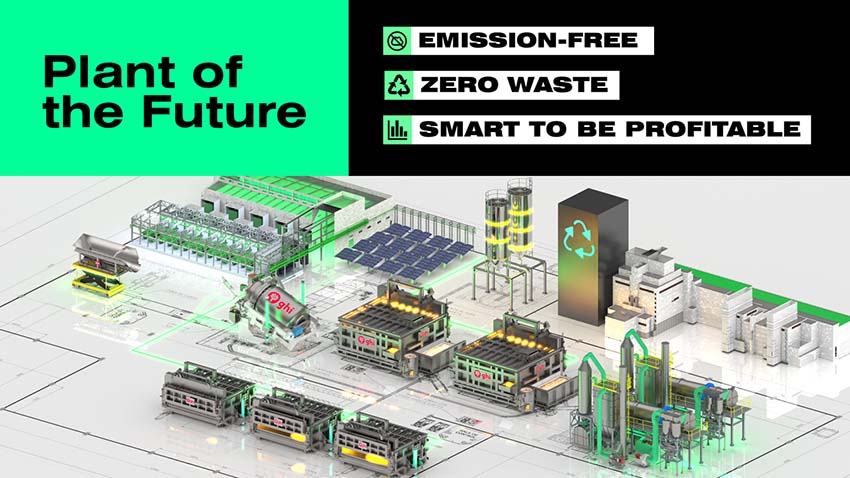 Plant of
the Future
EMISSION-FREE
ZERO WASTE
SMART TO BE PROFITABLE
ghi
ghi
ghi